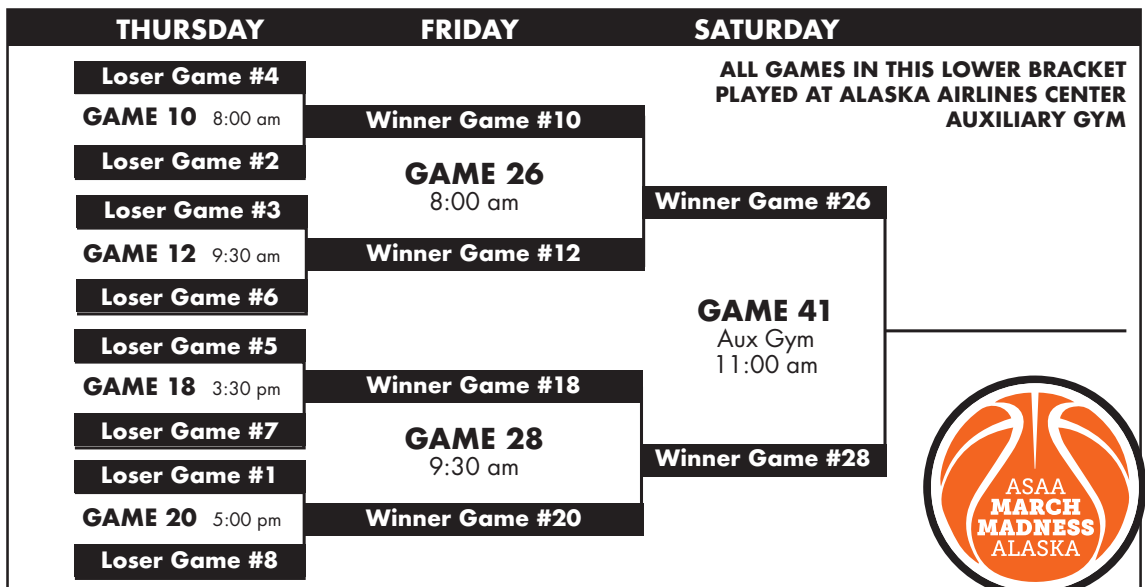 THURSDAY FRIDAY SATURDAY
ALL GAMES IN THIS LOWER BRACKET
PLAYED AT ALASKA AIRLINES CENTER
AUXILIARY GYM
Loser Game #4
GAME 10 8:00 am
Loser Game #2
Loser Game #3
GAME 12 9:30 am
Loser Game #6
Loser Game #5
GAME 18 3:30 pm
Loser Game #7
Loser Game #1
GAME 20 5:00 pm
Loser Game #8
Winner Game #10
GAME 26
8:00 am
Winner Game #12
Winner Game #18
GAME 28
9:30 am
Winner Game #20
Winner Game #26
GAME 41
Aux Gym
11:00 am
Winner Game #28
ASAA
MARCH
MADNESS
ALASKA